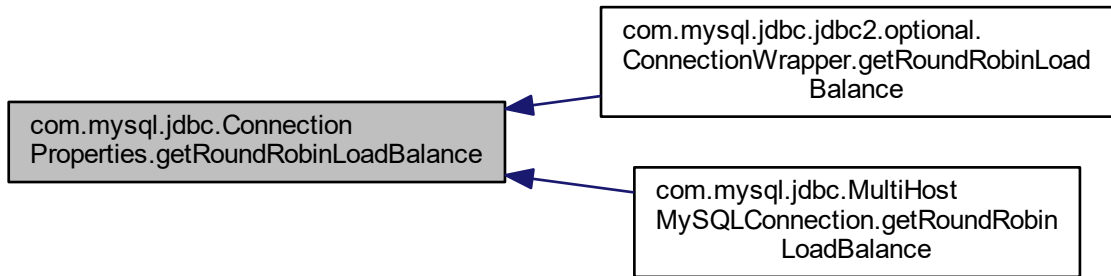 com.mysql.jdbc.Connection
Properties.getRoundRobinLoadBalance
com.mysql.jdbc.jdbc2.optional.
ConnectionWrapper.getRoundRobinLoad
Balance
com.mysql.jdbc.MultiHost
MySQLConnection.getRoundRobin
LoadBalance